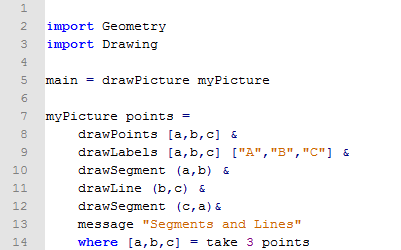 1
2 import Geometry
3 import Drawing
4
5 main = drawPicture myPicture
6
7 myPicture points =
8 drawPoints [a,b,c] &
9 drawLabels [a,b,c] ["A","B","C"] &
10 drawSegment (a,b) &
11 drawLine (b,c) &
12 drawSegment (c,a)&
13 message "Segments and Lines"
14 where [a,b,c] = take 3 points